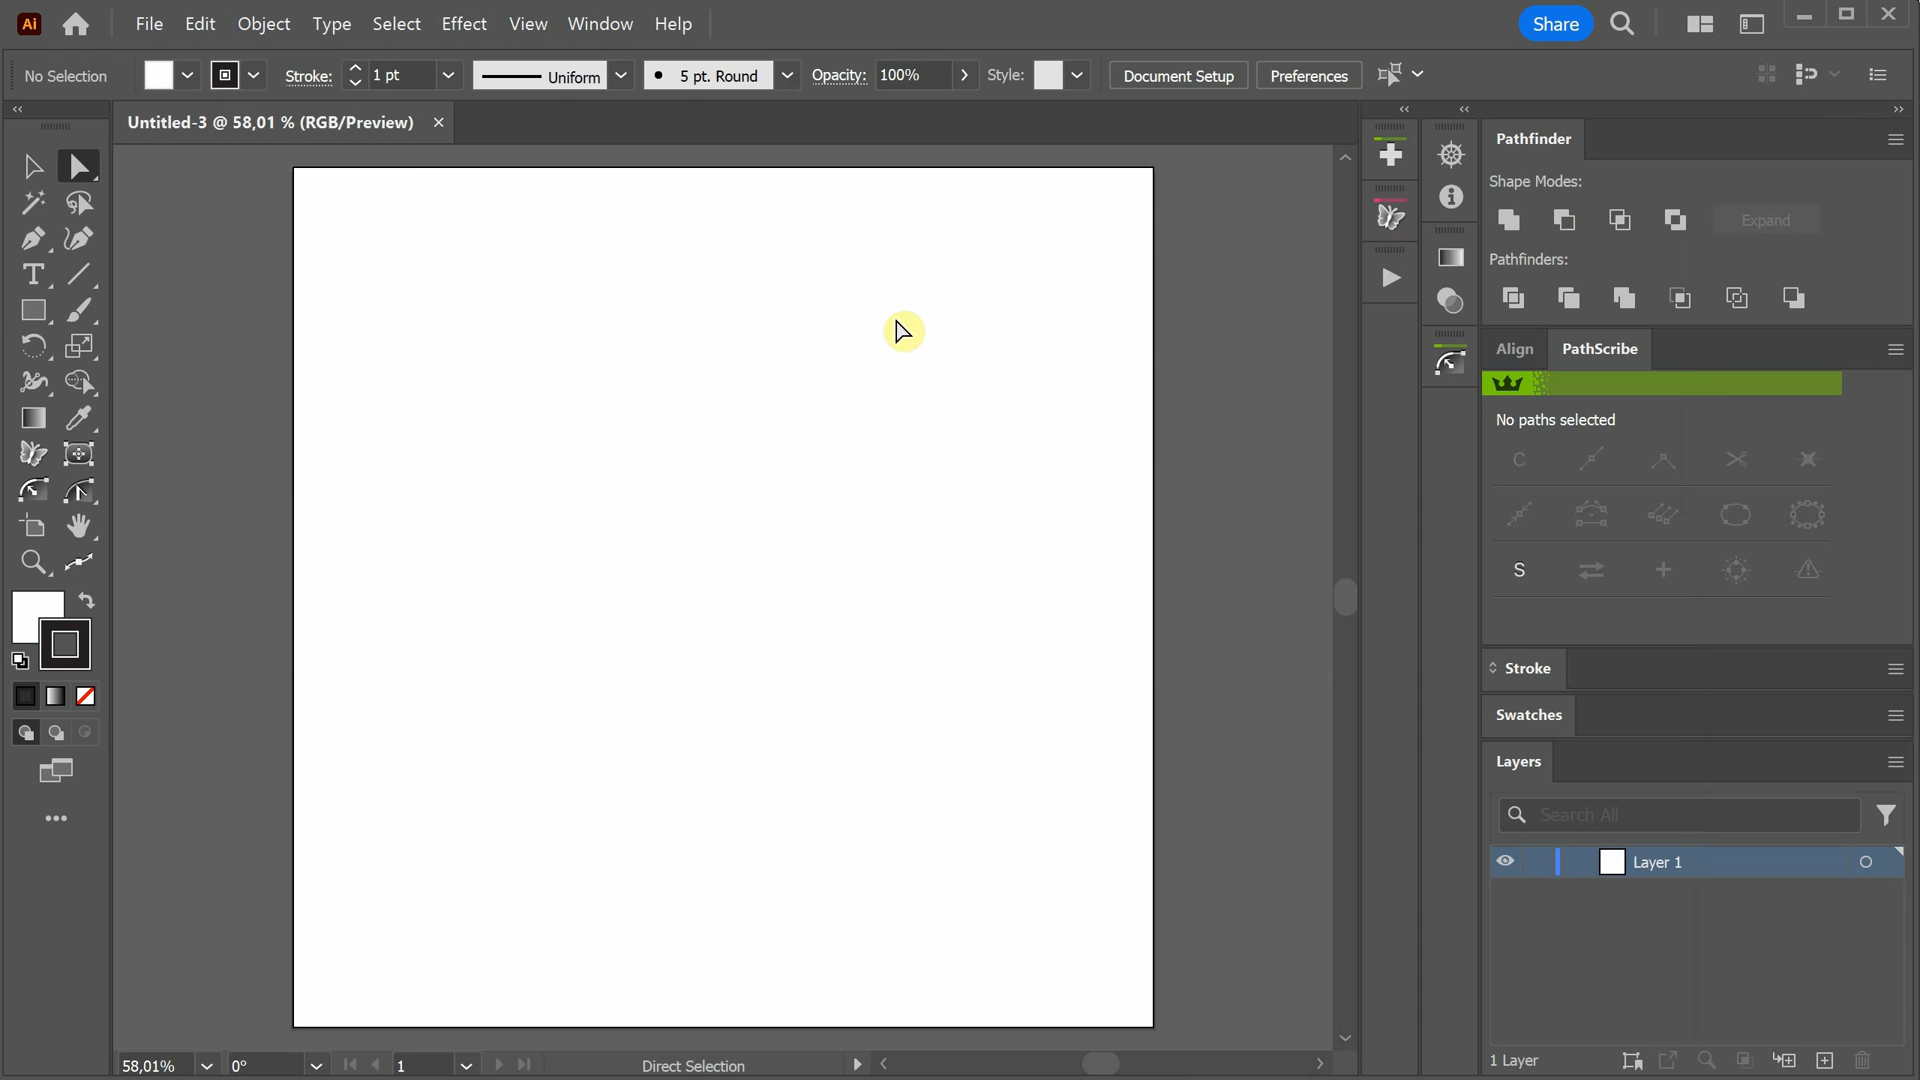 Ai File Edit Object Type Select Effect View Window Help Share
No Selection Stroke: 1 pt Uniform 5 pt. Round Opacity: 100% Style: Document Setup Preferences
Untitled-3 @ 58,01 % (RGB/Preview)
Pathfinder
Shape Modes:
Expand
Pathfinders:
Align PathScribe
No paths selected
C
S
Stroke
Swatches
Layers
Search All
Layer 1
1 Layer
T
58,01% 0° 1 Direct Selection